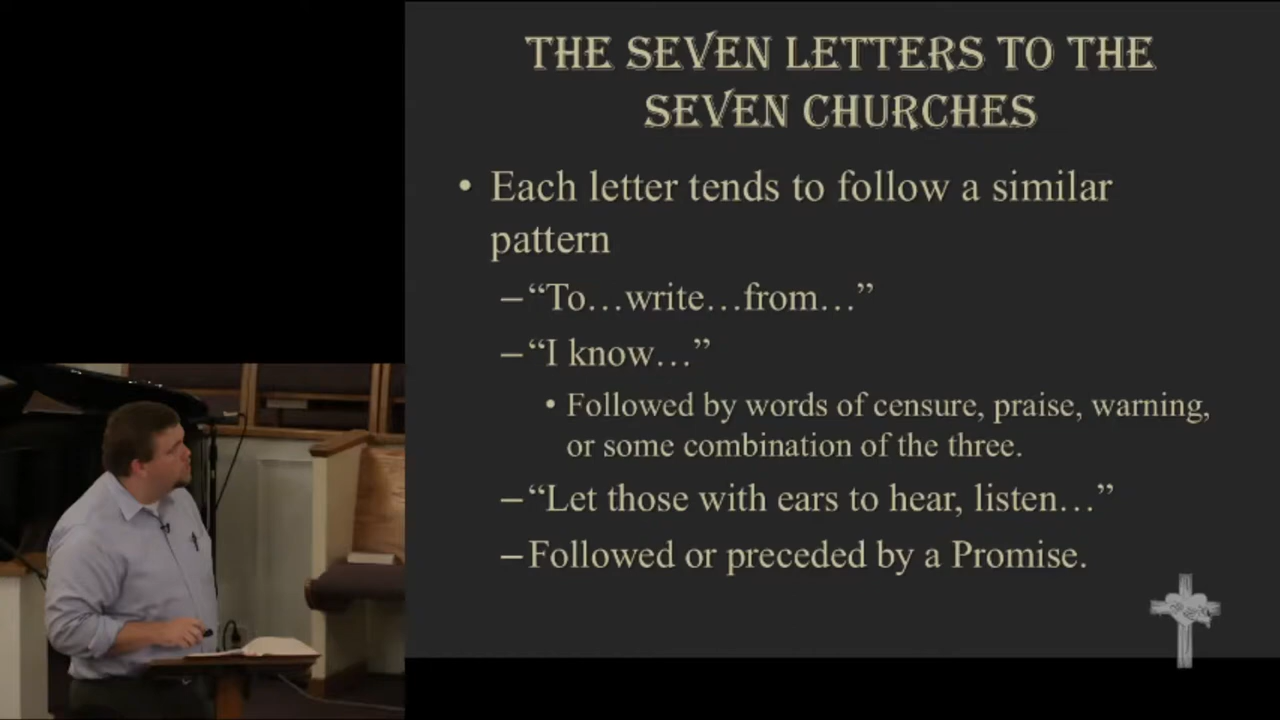 THE SEVEN LETTERS TO THE
SEVEN CHURCHES
• Each letter tends to follow a similar
pattern
–“To…write…from…”
–“I know…”
• Followed by words of censure, praise, warning,
or some combination of the three.
–“Let those with ears to hear, listen…”
–Followed or preceded by a Promise.